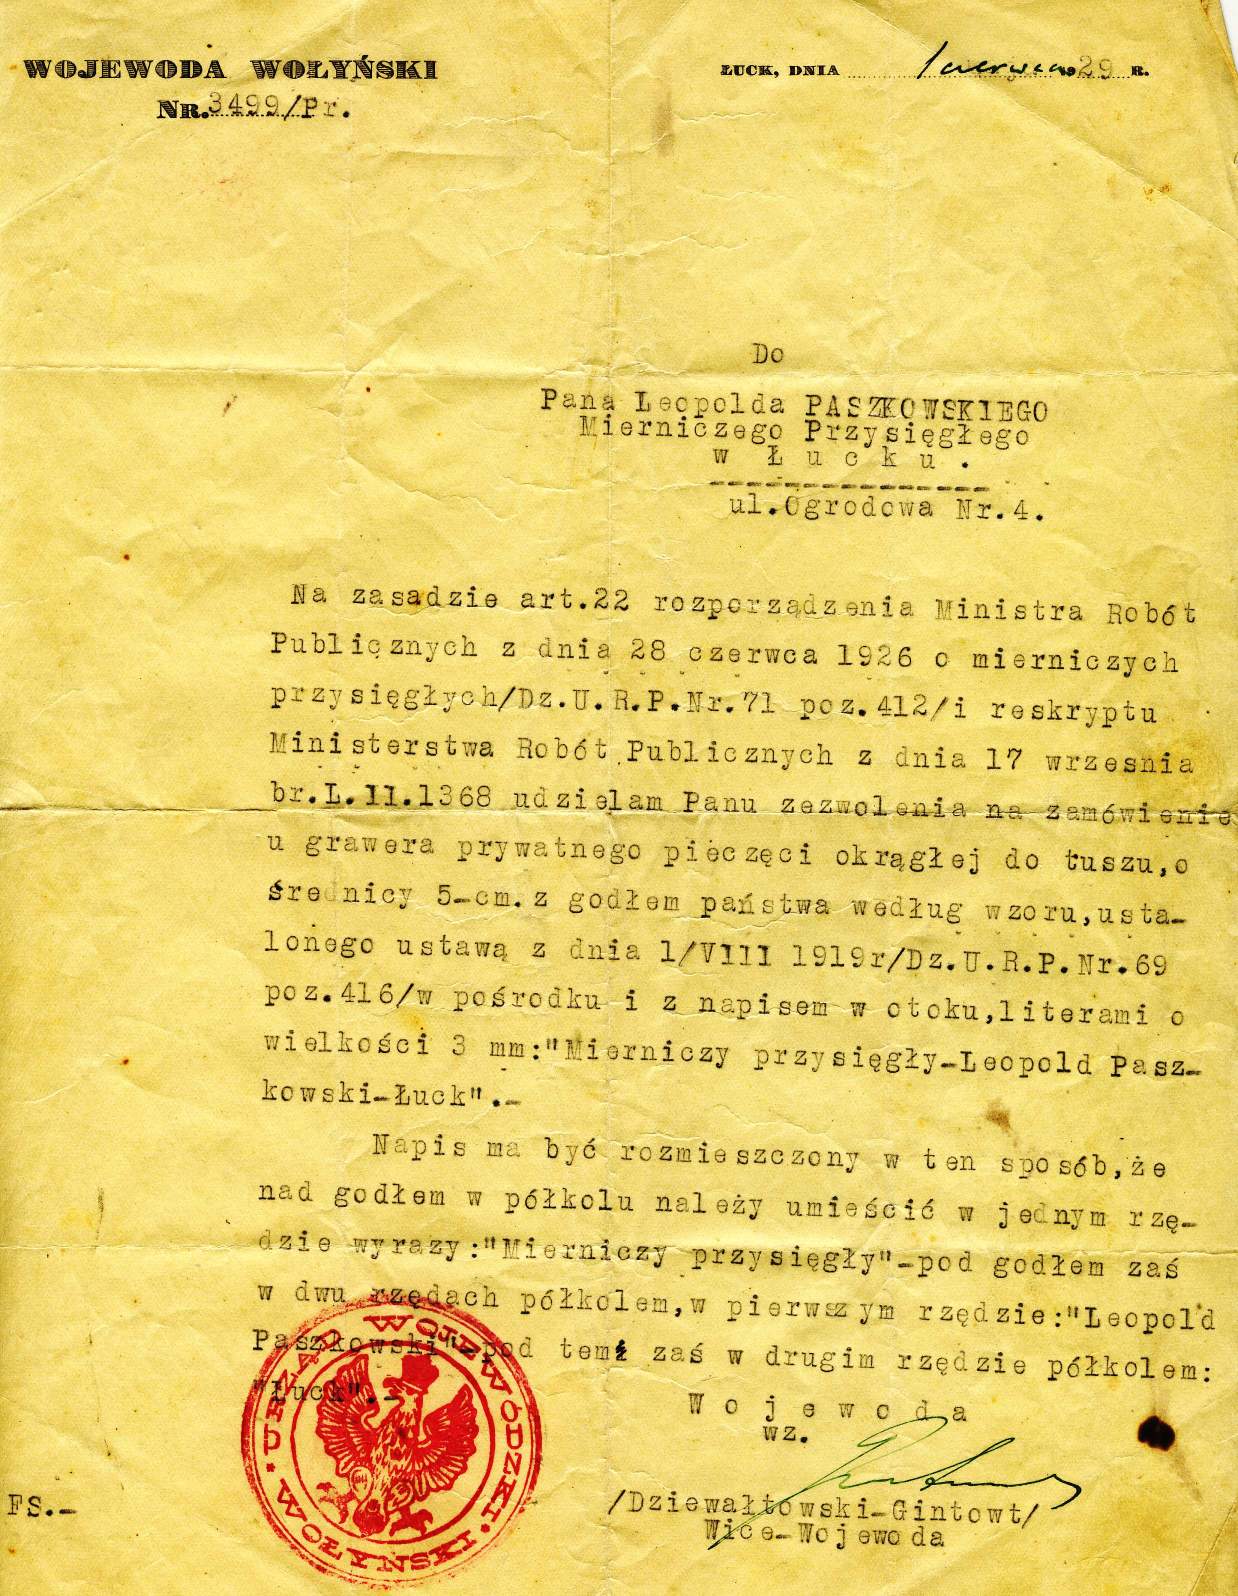 WOJEWODA WOŁYŃSKI
NR. 3499/Pr.
ŁUCK, DNIA 1 czerwca 1929 R.
Do
Pana Leopolda PASZKOWSKIEGO
Mierniczego Przysięgłego
w Łucku.
ul.Ogrodowa Nr.4.
Na zasadzie art.22 rozporządzenia Ministra Robót
Publicznych z dnia 28 czerwca 1926 o mierniczych
przysięgłych/Dz.U.R.P.Nr.71 poz.412/i reskryptu
Ministerstwa Robót Publicznych z dnia 17 wrzesnia
br.L.II.1368 udzielam Panu zezwolenia na zamówienie
u grawera prywatnego pieczęci okrągłej do tuszu,o
średnicy 5-cm.z godłem państwa według wzoru,usta-
lonego ustawą z dnia 1/VIII 1919r/Dz.U.R.P.Nr.69
poz.416/w pośrodku i z napisem w otoku,literami o
wielkości 3 mm:"Mierniczy przysięgły-Leopold Pasz-
kowski-Łuck".-
Napis ma być rozmieszczony w ten sposób,że
nad godłem w półkolu należy umieścić w jednym rzę-
dzie wyrazy:"Mierniczy przysięgły"-pod godłem zaś
w dwu rzędach półkolem,w pierwszym rzędzie:"Leopold
Paszkowski"-pod tem zaś w drugim rzędzie półkolem:
"Łuck".-
Wojewoda
wz.
/Dziewałtowski-Gintowt/
Wice-Wojewoda
FS.-
URZĄD WOJEWÓDZKI
WOŁYŃSKI